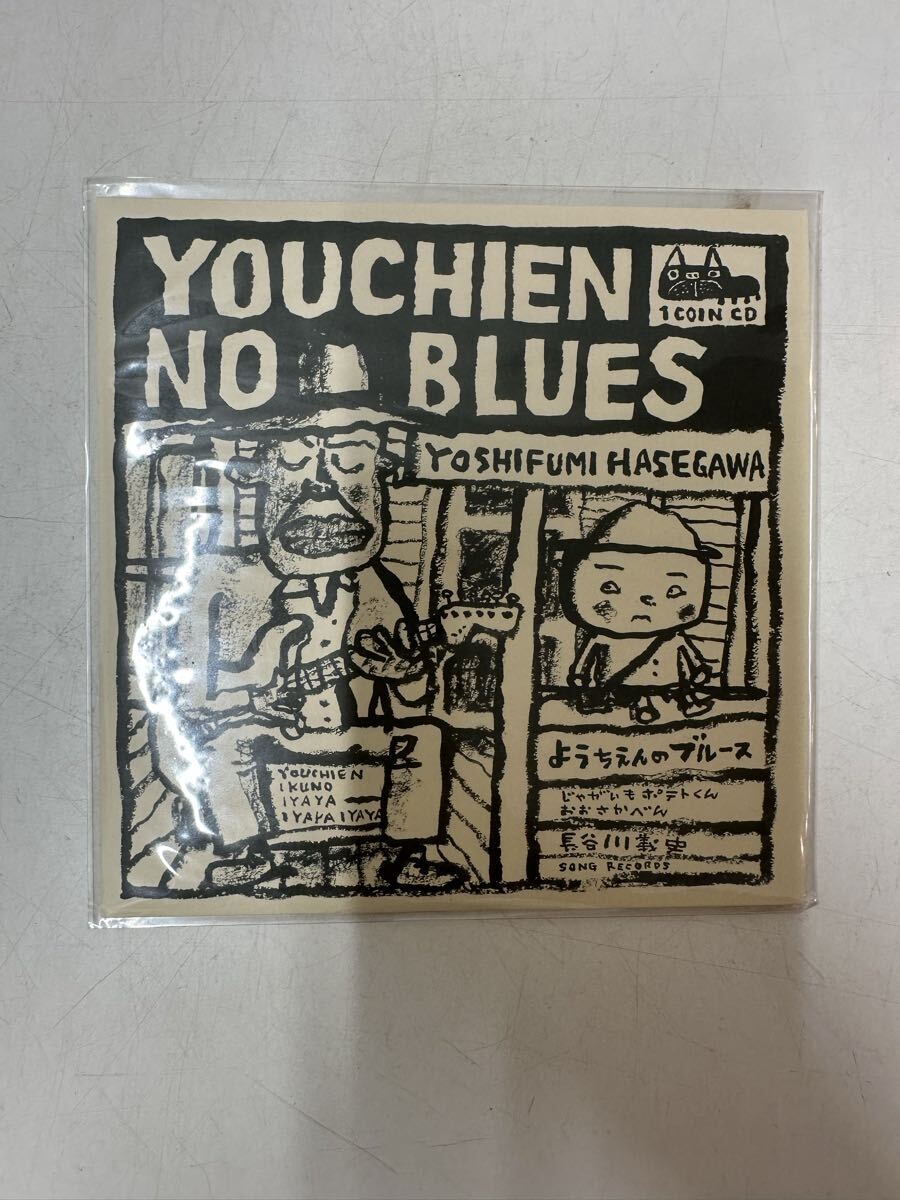 YOUCHIEN
NO BLUES
1 COIN CD
YOSHIFUMI HASEGAWA
YOUCHIEN
IKUNO
IYAYA
IYAYA IYAYA
ようちえんのブルース
じゃがいもポテトくん
おおさかべん
長谷川義史
SONG RECORDS